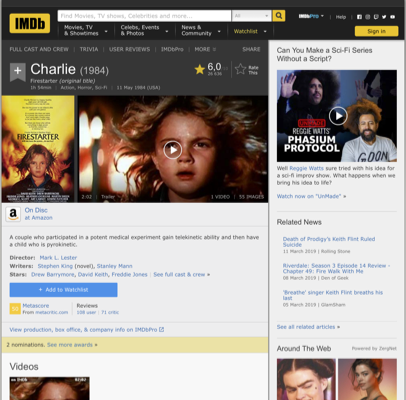 IMDb
Find Movies, TV shows, Celebrities and more...
All
Movies, TV
& Showtimes
Celebs, Events
& Photos
News &
Community
Watchlist
IMDbPro
Help
Sign in
FULL CAST AND CREW | TRIVIA | USER REVIEWS | IMDbPro | MORE
SHARE
Charlie (1984)
Firestarter (original title)
1h 54min | Action, Horror, Sci-Fi | 11 May 1984 (USA)
6,0
Rate
This
FIRESTARTER
2:02 | Trailer
1 VIDEO | 70 IMAGES
On Disc
at Amazon
A couple who participated in a potent medical experiment gain telekinetic ability and then have
a child who is pyrokinetic.
Director: Mark L. Lester
Writers: Stephen King (novel), Stanley Mann
Stars: Drew Barrymore, David Keith, Freddie Jones | See full cast & crew »
+ Add to Watchlist
Metascore
From metacritic.com
Reviews
108 user | 71 critic
View production, box office, & company info on IMDbPro
2 nominations. See more awards »
Videos
Can You Make a Sci-Fi Series
Without a Script?
REGGIE WATTS'
PHASIUM
PROTOCOL
Well Reggie Watts sure tried with his idea for
a sci-fi improv show. What happens when we
bring his idea to life?
Watch now on "UnMade" »
Related News
Death of Prodigy's Keith Flint Ruled
Suicide
11 March 2019 | Rolling Stone
Riverdale: Season 3 Episode 14 Review -
Chapter 49: Fire Walk With Me
08 March 2019 | Den of Geek
'Breathe' singer Keith Flint breaths his
last
05 March 2019 | GlamSham
See all related articles »
Around The Web
Powered by ZergNet